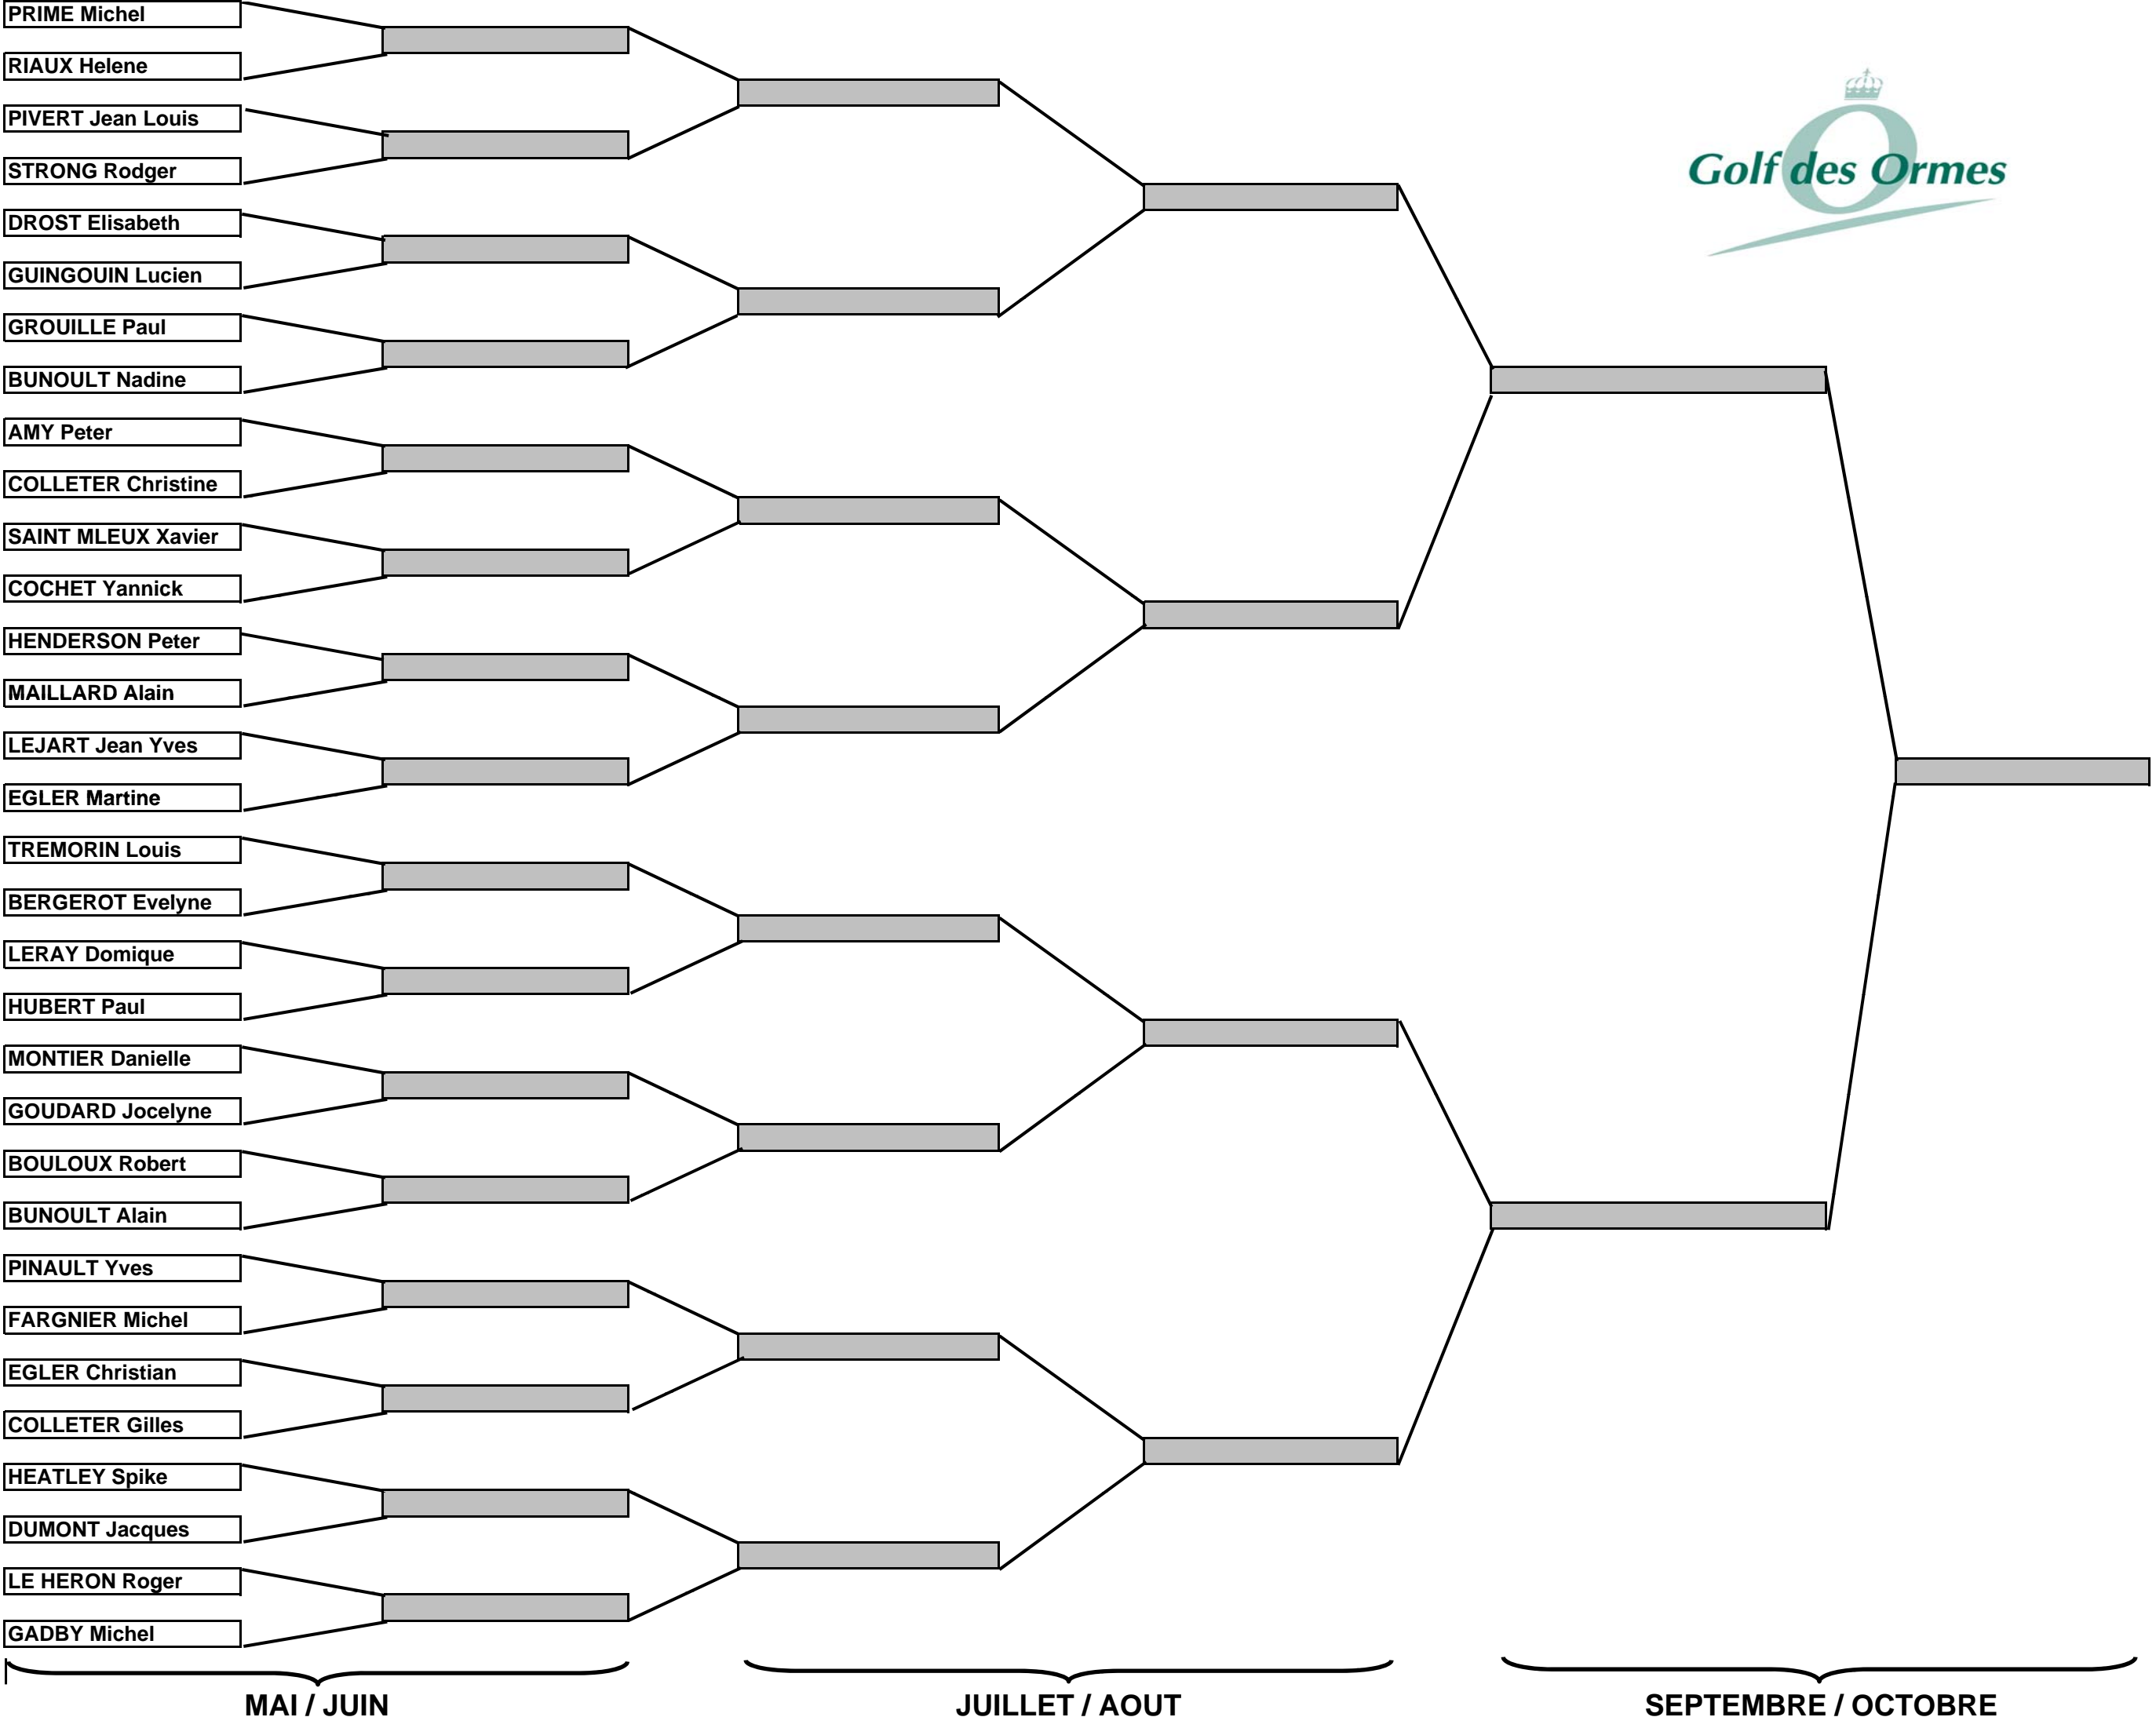 PRIME Michel
RIAUX Helene
PIVERT Jean Louis
STRONG Rodger
DROST Elisabeth
GUINGOUIN Lucien
GROUILLE Paul
BUNOULT Nadine
AMY Peter
COLLETER Christine
SAINT MLEUX Xavier
COCHET Yannick
HENDERSON Peter
MAILLARD Alain
LEJART Jean Yves
EGLER Martine
TREMORIN Louis
BERGEROT Evelyne
LERAY Domique
HUBERT Paul
MONTIER Danielle
GOUDARD Jocelyne
BOULOUX Robert
BUNOULT Alain
PINAULT Yves
FARGNIER Michel
EGLER Christian
COLLETER Gilles
HEATLEY Spike
DUMONT Jacques
LE HERON Roger
GADBY Michel
Golf des Ormes
MAI / JUIN
JUILLET / AOUT
SEPTEMBRE / OCTOBRE